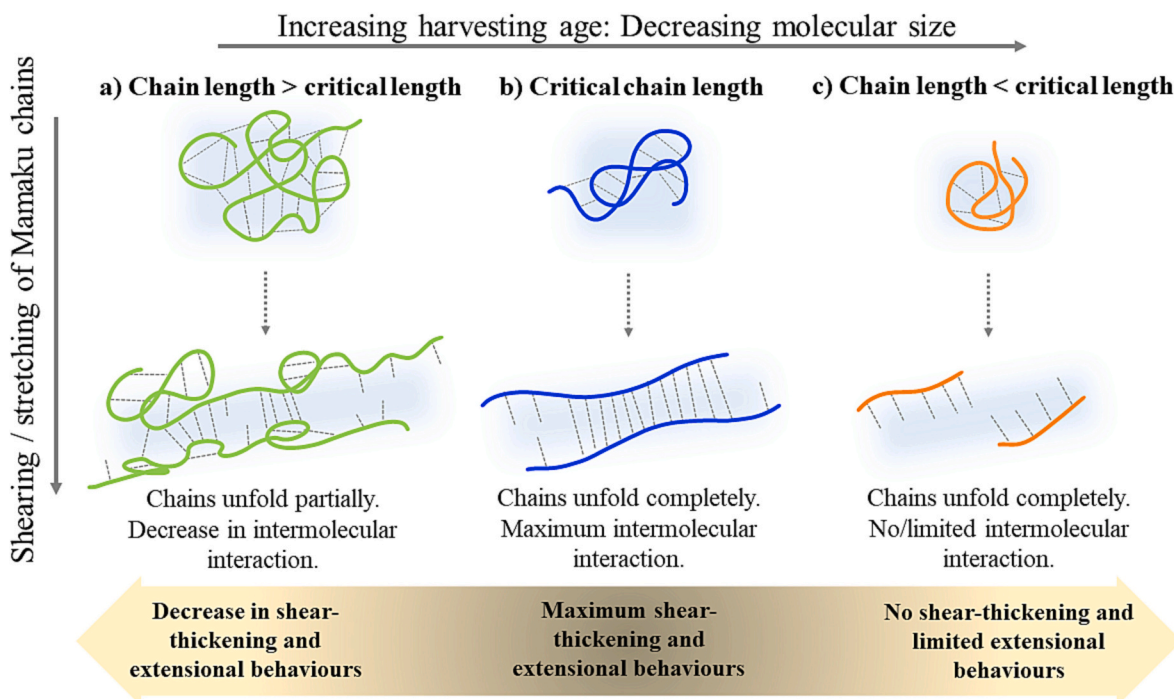 Increasing harvesting age: Decreasing molecular size
a) Chain length > critical length
b) Critical chain length
c) Chain length < critical length
Shearing / stretching of Mamaku chains
Chains unfold partially.
Decrease in intermolecular
interaction.
Chains unfold completely.
Maximum intermolecular
interaction.
Chains unfold completely.
No/limited intermolecular
interaction.
Decrease in shear-
thickening and
extensional behaviours
Maximum shear-
thickening and
extensional behaviours
No shear-thickening and
limited extensional
behaviours